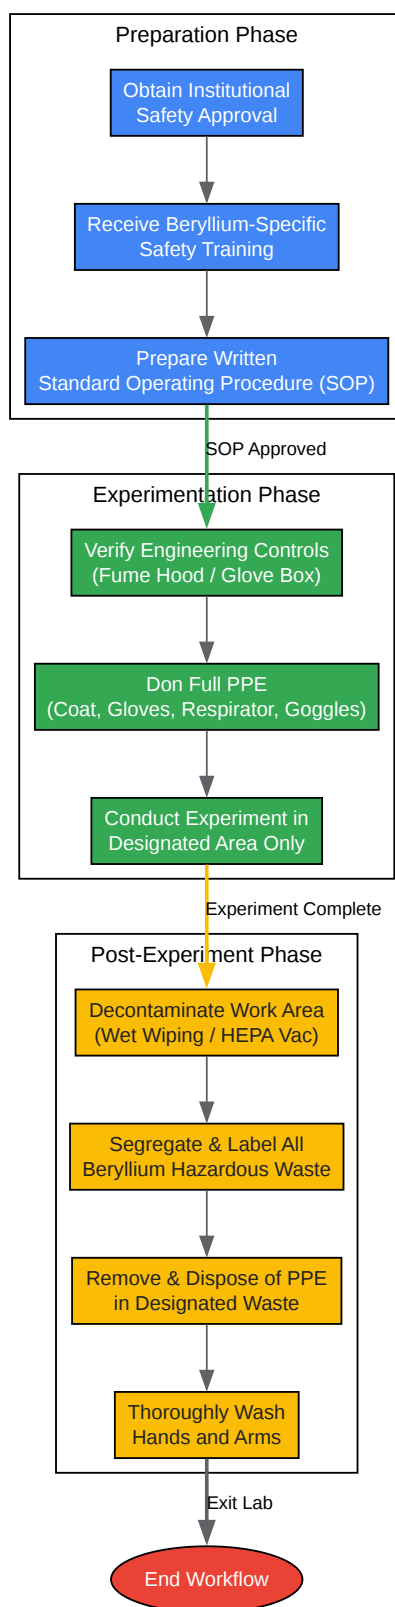 Preparation Phase
Obtain Institutional
Safety Approval
Receive Beryllium-Specific
Safety Training
Prepare Written
Standard Operating Procedure (SOP)
SOP Approved
Experimentation Phase
Verify Engineering Controls
(Fume Hood / Glove Box)
Don Full PPE
(Coat, Gloves, Respirator, Goggles)
Conduct Experiment in
Designated Area Only
Experiment Complete
Post-Experiment Phase
Decontaminate Work Area
(Wet Wiping / HEPA Vac)
Segregate & Label All
Beryllium Hazardous Waste
Remove & Dispose of PPE
in Designated Waste
Thoroughly Wash
Hands and Arms
Exit Lab
End Workflow